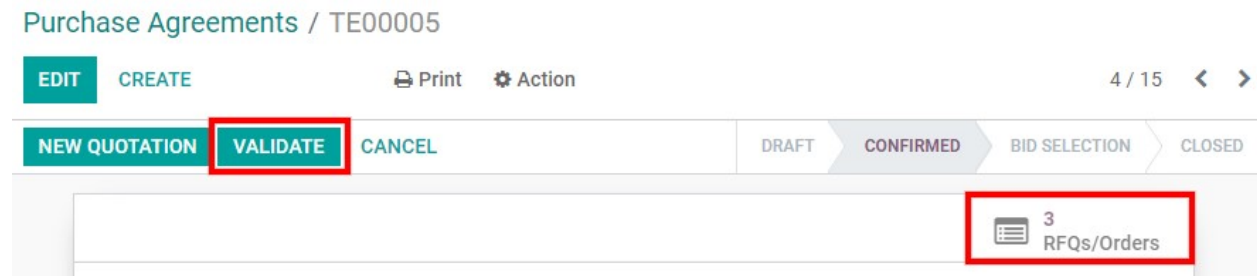 Purchase Agreements / TE00005
EDIT CREATE Print Action 4 / 15
NEW QUOTATION VALIDATE CANCEL DRAFT CONFIRMED BID SELECTION CLOSED
3
RFQs/Orders